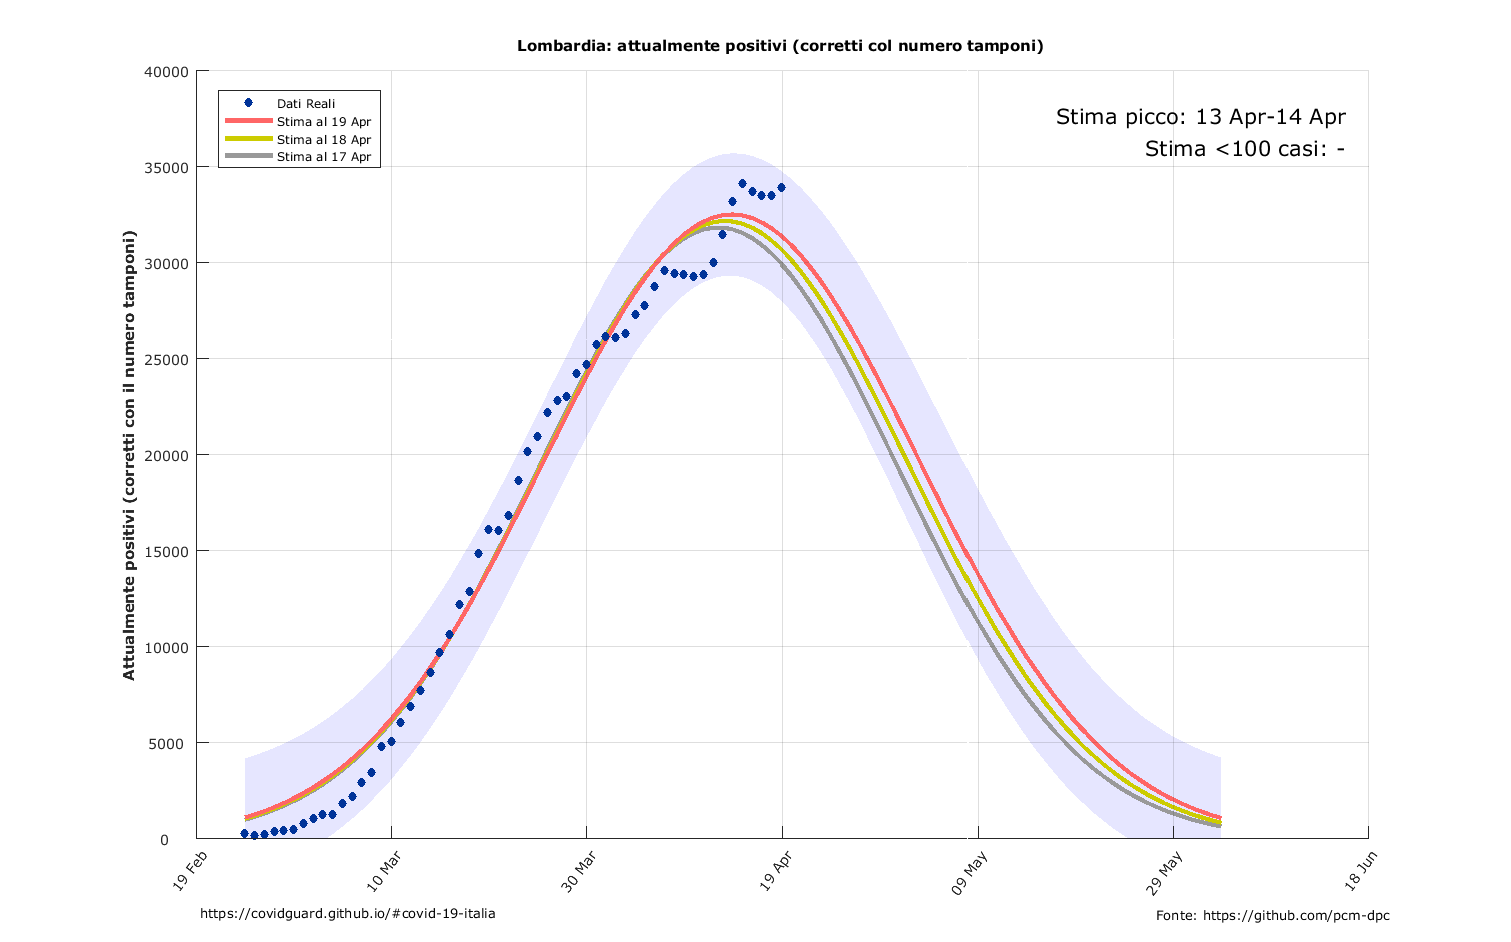 Lombardia: attualmente positivi (corretti col numero tamponi)
40000
35000
30000
25000
20000
15000
10000
5000
0
Attualmente positivi (corretti con il numero tamponi)
Dati Reali
Stima al 19 Apr
Stima al 18 Apr
Stima al 17 Apr
Stima picco: 13 Apr-14 Apr
Stima <100 casi: -
19 Feb
10 Mar
30 Mar
19 Apr
09 May
29 May
18 Jun
https://covidguard.github.io/#covid-19-italia
Fonte: https://github.com/pcm-dpc